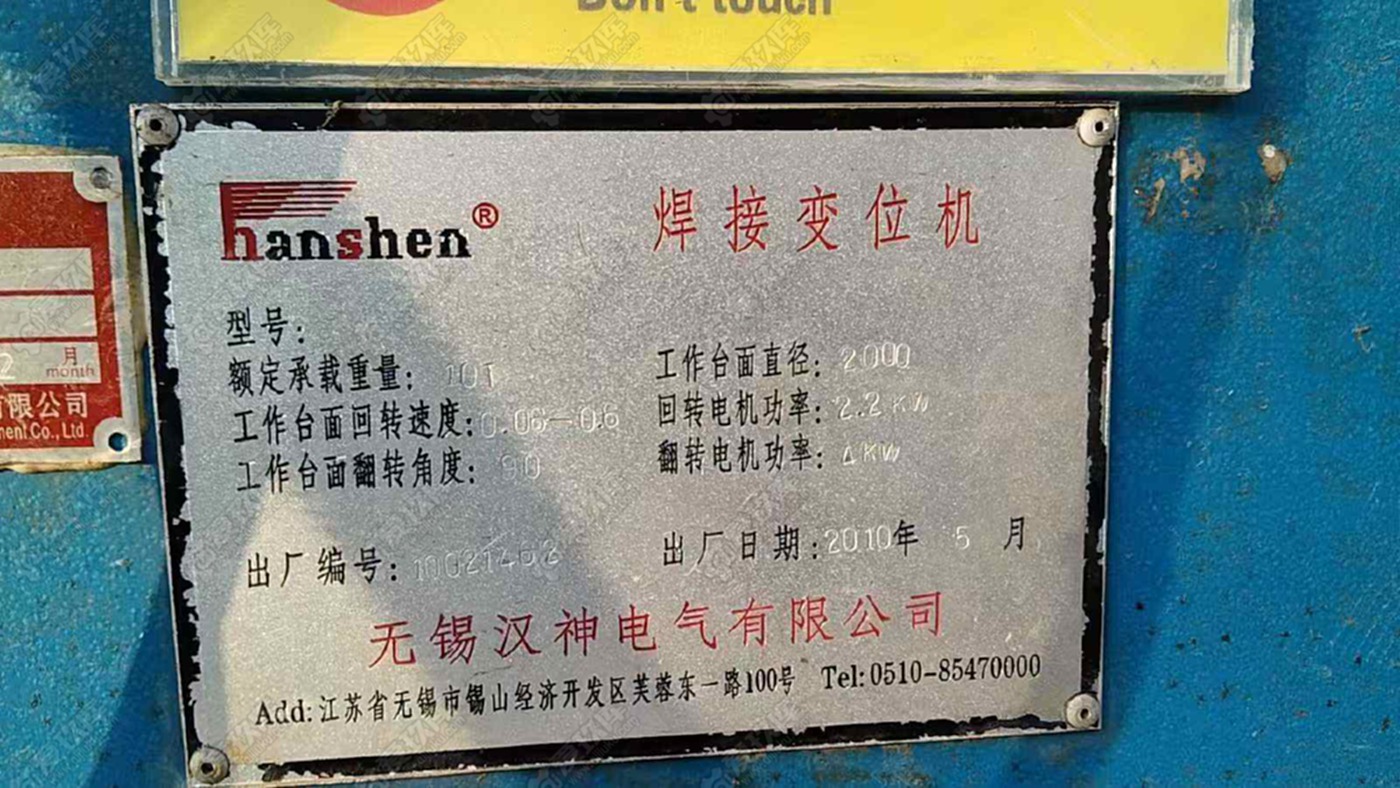 Don't touch
hanshen®
焊接变位机
型号:
额定承载重量: 10T
工作台面直径: 2000
工作台面回转速度: 0.06-0.6
回转电机功率: 2.2KW
工作台面翻转角度: 90
翻转电机功率: 4KW
出厂编号: 10021462
出厂日期: 2010年 5 月
无锡汉神电气有限公司
Add: 江苏省无锡市锡山经济开发区芙蓉东一路100号 Tel: 0510-85470000
2 月
month
有限公司
ment Co., Ltd.